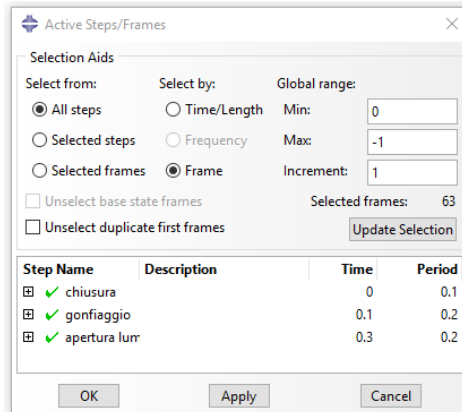 Active Steps/Frames
Selection Aids
Select from: Select by: Global range:
All steps Time/Length Min: 0
Selected steps Frequency Max: -1
Selected frames Frame Increment: 1
Unselect base state frames Selected frames: 63
Unselect duplicate first frames Update Selection
Step Name Description Time Period
chiusura 0 0.1
gonfiaggio 0.1 0.2
apertura lum 0.3 0.2
OK Apply Cancel